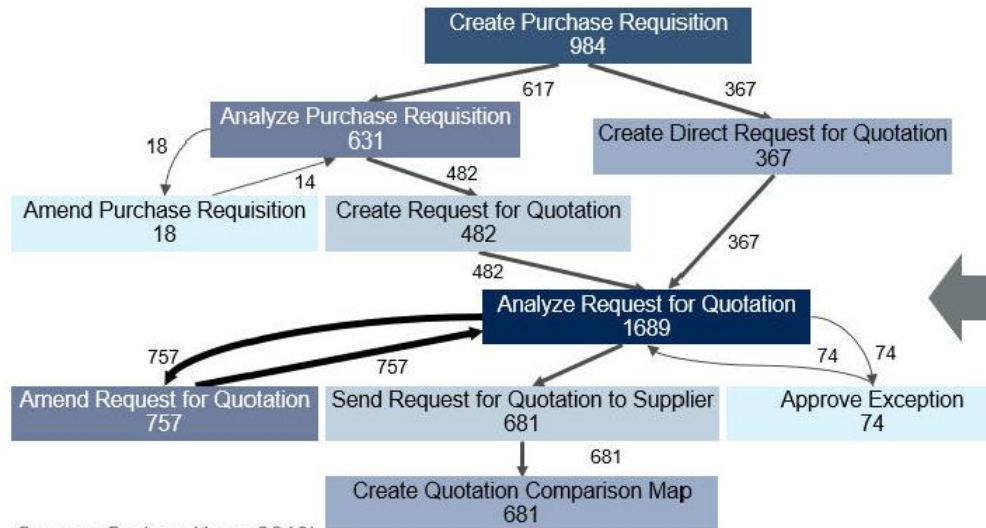 Create Purchase Requisition
984
617
367
Analyze Purchase Requisition
631
Create Direct Request for Quotation
367
18
14
482
Amend Purchase Requisition
18
Create Request for Quotation
482
367
482
Analyze Request for Quotation
1689
757
757
74
74
Amend Request for Quotation
757
Send Request for Quotation to Supplier
681
Approve Exception
74
681
Create Quotation Comparison Map
681